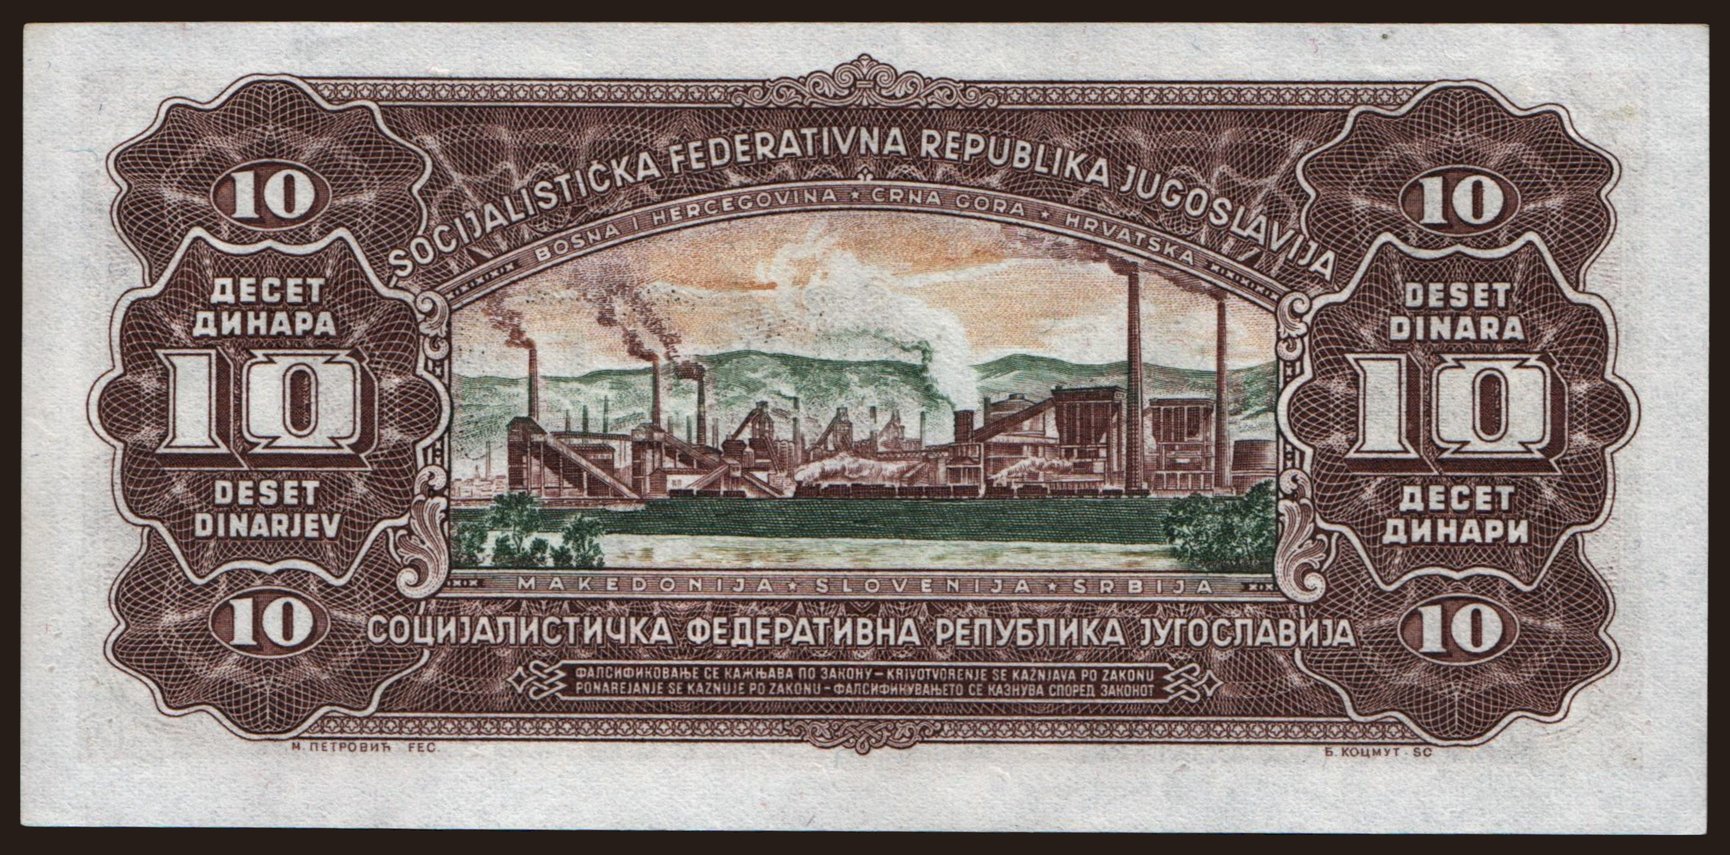 SOCIJALISTIČKA FEDERATIVNA REPUBLIKA JUGOSLAVIJA
BOSNA I HERCEGOVINA ★ CRNA GORA ★ HRVATSKA
10
ДЕСЕТ
ДИНАРА
10
DESET
DINARJEV
10
10
DESET
DINARA
10
ДЕСЕТ
ДИНАРИ
10
MAKEDONIJA ★ SLOVENIJA ★ SRBIJA
СОЦИЈАЛИСТИЧКА ФЕДЕРАТИВНА РЕПУБЛИКА ЈУГОСЛАВИЈА
ФАЛСИФИКОВАЊЕ СЕ КАЖЊАВА ПО ЗАКОНУ – KRIVOTVORENJE SE KAŽNJAVA PO ZAKONU
PONAREJANJE SE KAZNUJE PO ZAKONU – ФАЛСИФИКУВАЊЕТО СЕ КАЗНУВА СПОРЕД ЗАКОНОТ
М. ПЕТРОВИЋ FEC.
Б. КОЦМУТ · SC